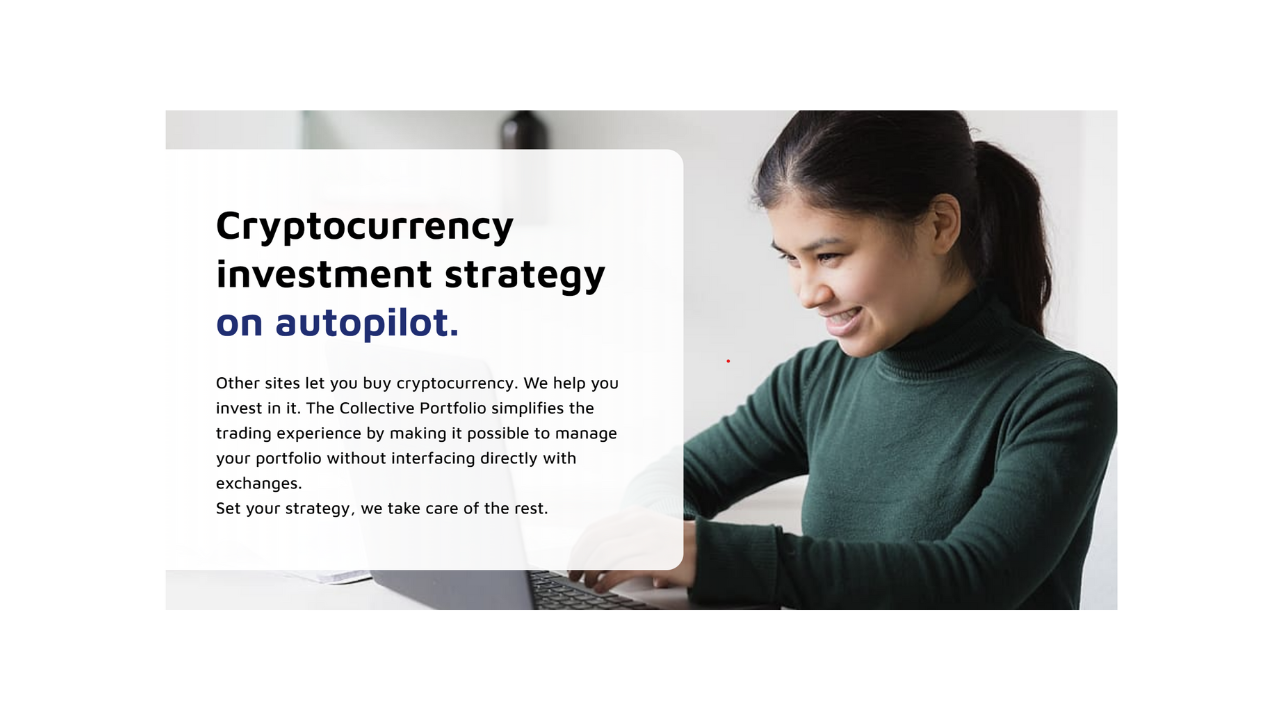 Cryptocurrency
investment strategy
on autopilot.
Other sites let you buy cryptocurrency. We help you
invest in it. The Collective Portfolio simplifies the
trading experience by making it possible to manage
your portfolio without interfacing directly with
exchanges.
Set your strategy, we take care of the rest.